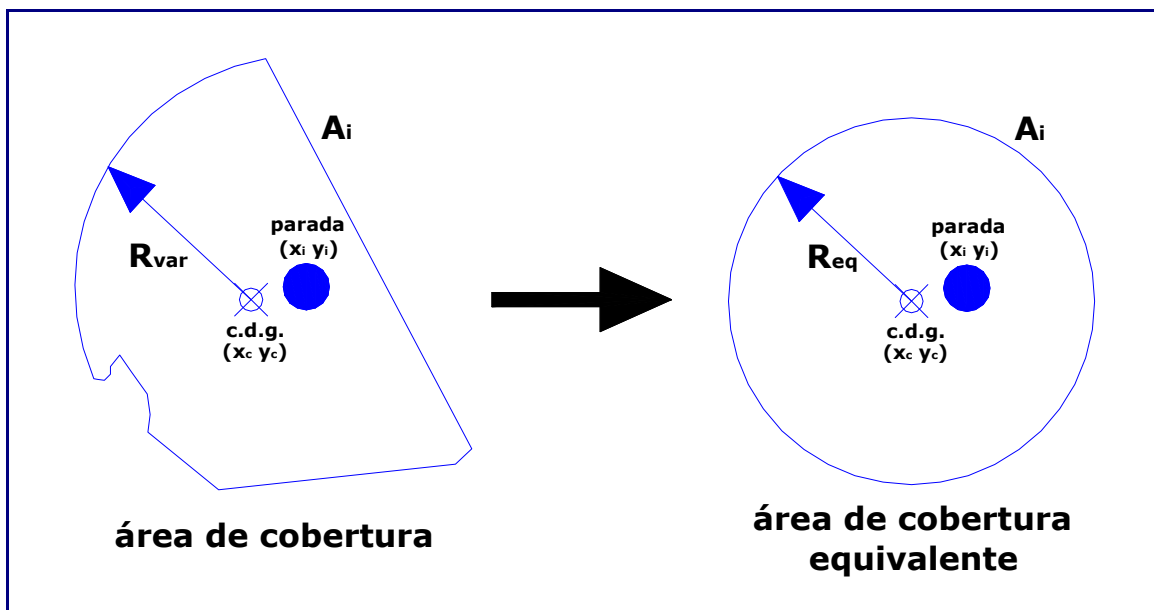 Ai
parada
(xi yi)
Rvar
c.d.g.
(xc yc)
área de cobertura
Ai
parada
(xi yi)
Req
c.d.g.
(xc yc)
área de cobertura
equivalente